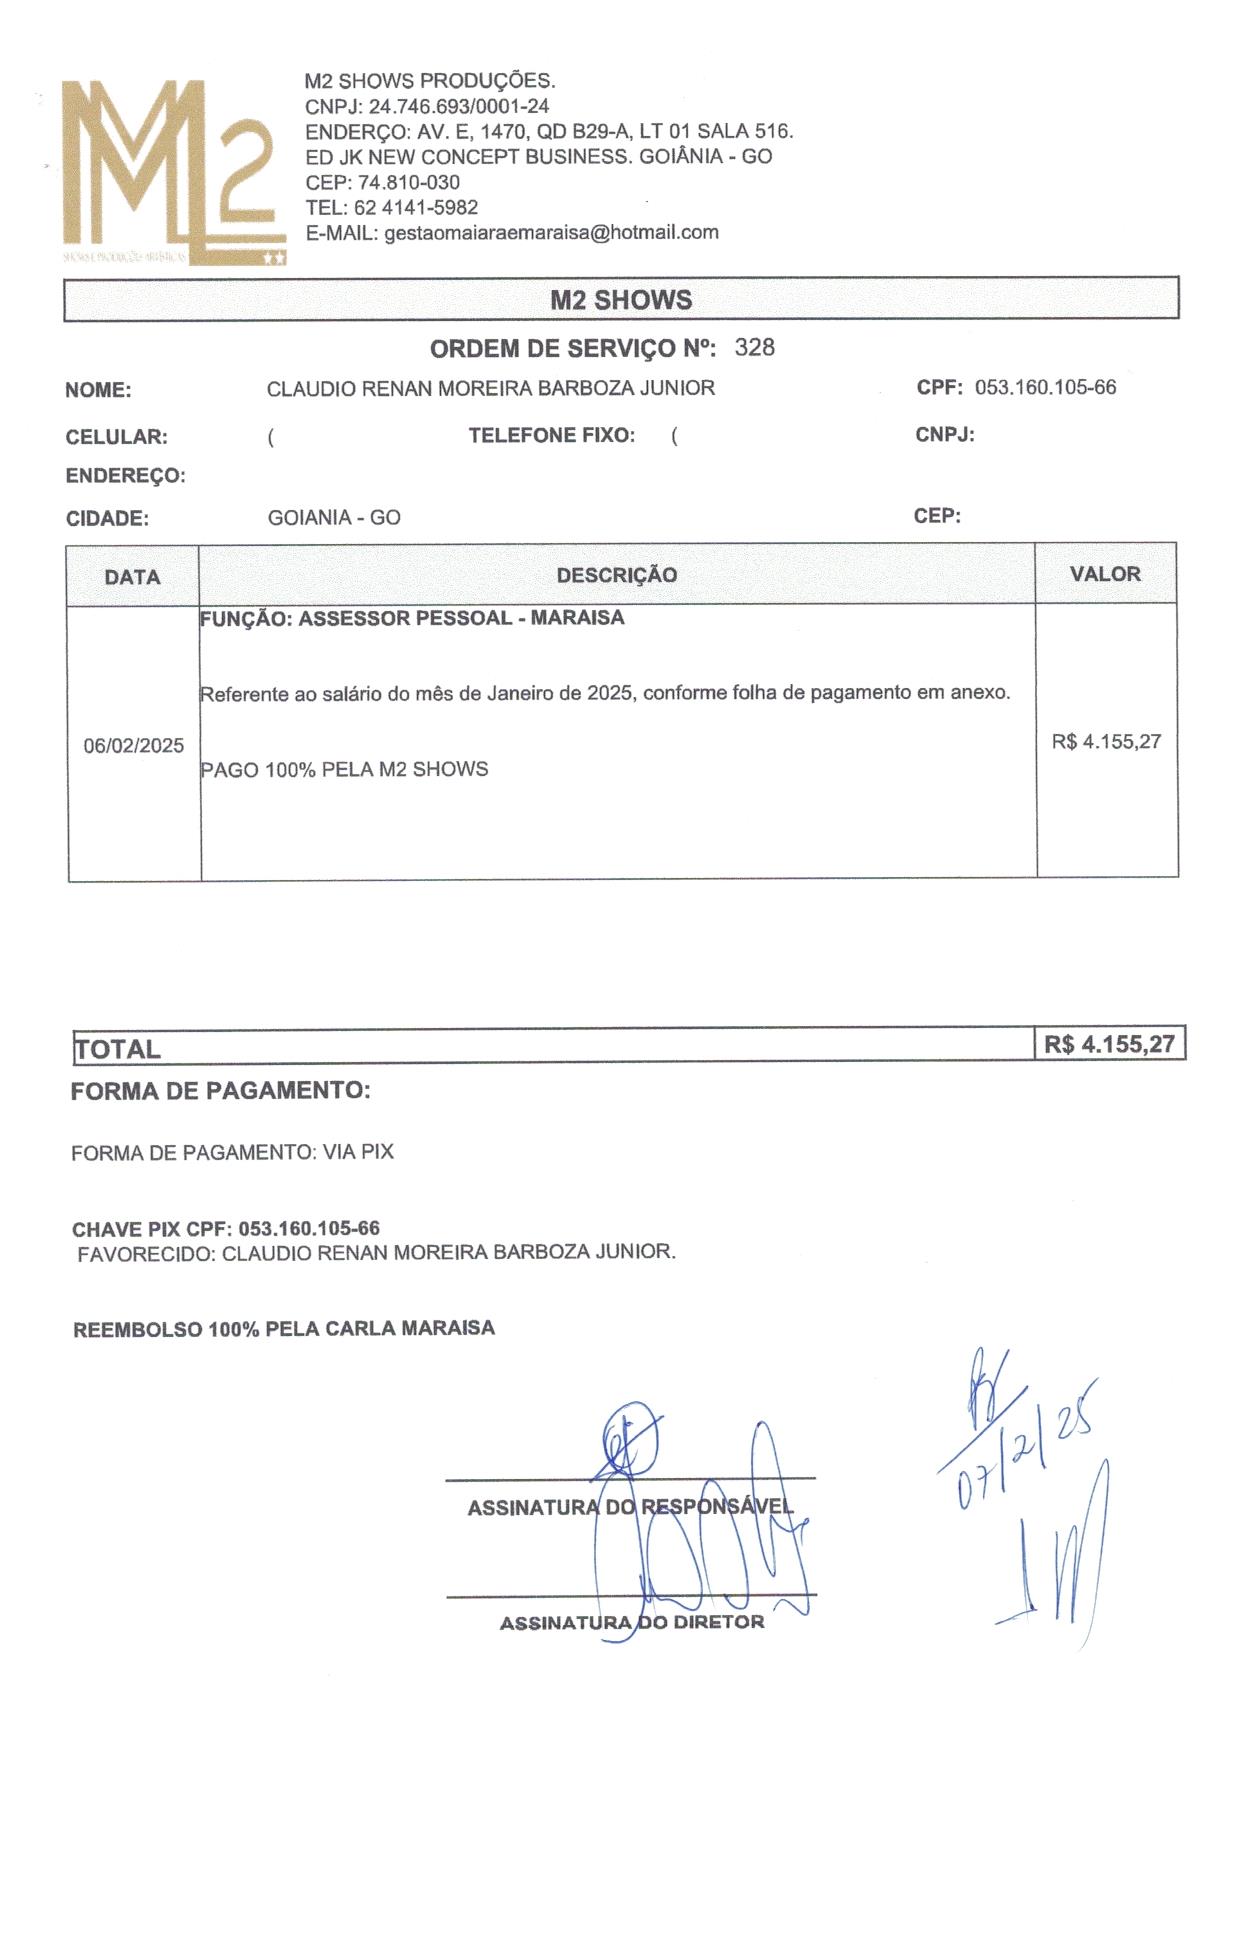 M2
SHOWS E PRODUÇÃO ARTÍSTICAS
M2 SHOWS PRODUÇÕES.
CNPJ: 24.746.693/0001-24
ENDERÇO: AV. E, 1470, QD B29-A, LT 01 SALA 516.
ED JK NEW CONCEPT BUSINESS. GOIÂNIA - GO
CEP: 74.810-030
TEL: 62 4141-5982
E-MAIL: gestaomaiaraemaraisa@hotmail.com
M2 SHOWS
ORDEM DE SERVIÇO Nº: 328
NOME: CLAUDIO RENAN MOREIRA BARBOZA JUNIOR CPF: 053.160.105-66
CELULAR: ( TELEFONE FIXO: ( CNPJ:
ENDEREÇO:
CIDADE: GOIANIA - GO CEP:
DATA DESCRIÇÃO VALOR
FUNÇÃO: ASSESSOR PESSOAL - MARAISA
Referente ao salário do mês de Janeiro de 2025, conforme folha de pagamento em anexo.
06/02/2025 R$ 4.155,27
PAGO 100% PELA M2 SHOWS
TOTAL R$ 4.155,27
FORMA DE PAGAMENTO:
FORMA DE PAGAMENTO: VIA PIX
CHAVE PIX CPF: 053.160.105-66
FAVORECIDO: CLAUDIO RENAN MOREIRA BARBOZA JUNIOR.
REEMBOLSO 100% PELA CARLA MARAISA
07/2/25
ASSINATURA DO RESPONSÁVEL
ASSINATURA DO DIRETOR